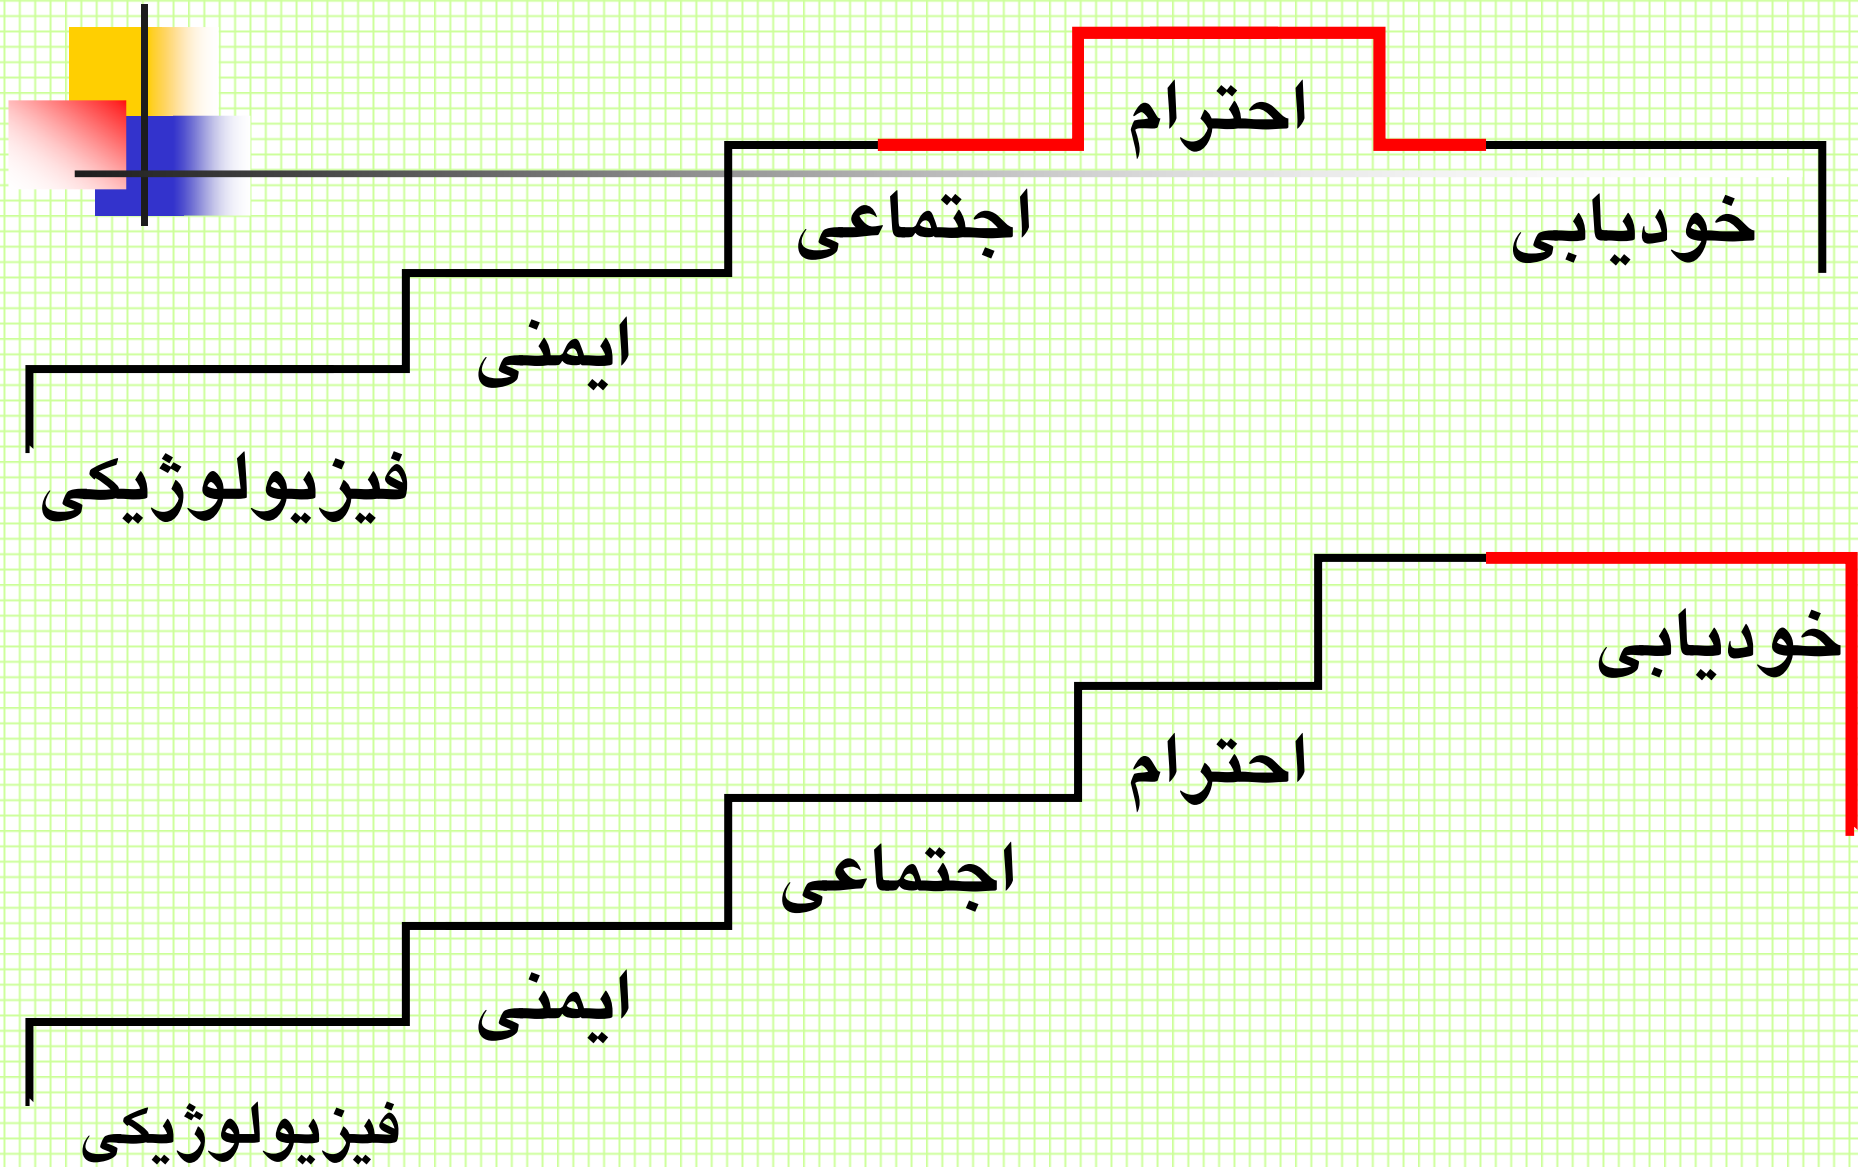 احترام
اجتماعی
خودیابی
ایمنی
فیزیولوژیکی
خودیابی
احترام
اجتماعی
ایمنی
فیزیولوژیکی